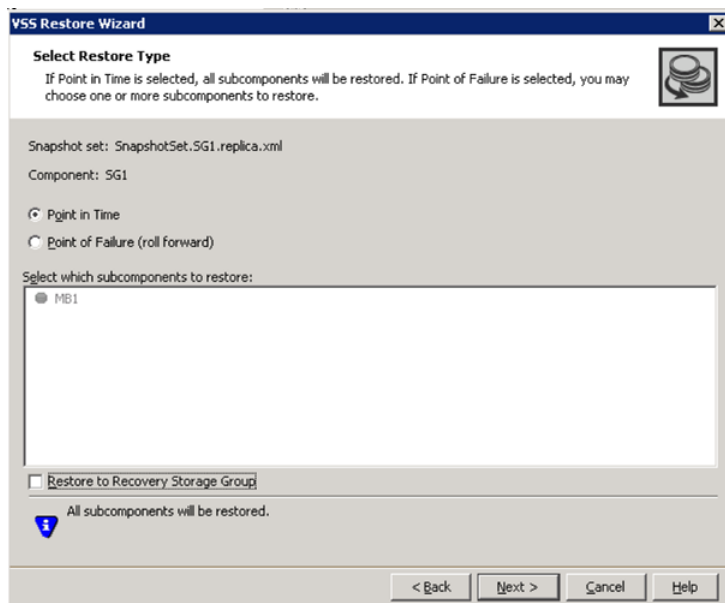 VSS Restore Wizard
Select Restore Type
If Point in Time is selected, all subcomponents will be restored. If Point of Failure is selected, you may
choose one or more subcomponents to restore.
Snapshot set: SnapshotSet.SG1.replica.xml
Component: SG1
Point in Time
Point of Failure (roll forward)
Select which subcomponents to restore:
MB1
Restore to Recovery Storage Group
All subcomponents will be restored.
< Back Next > Cancel Help